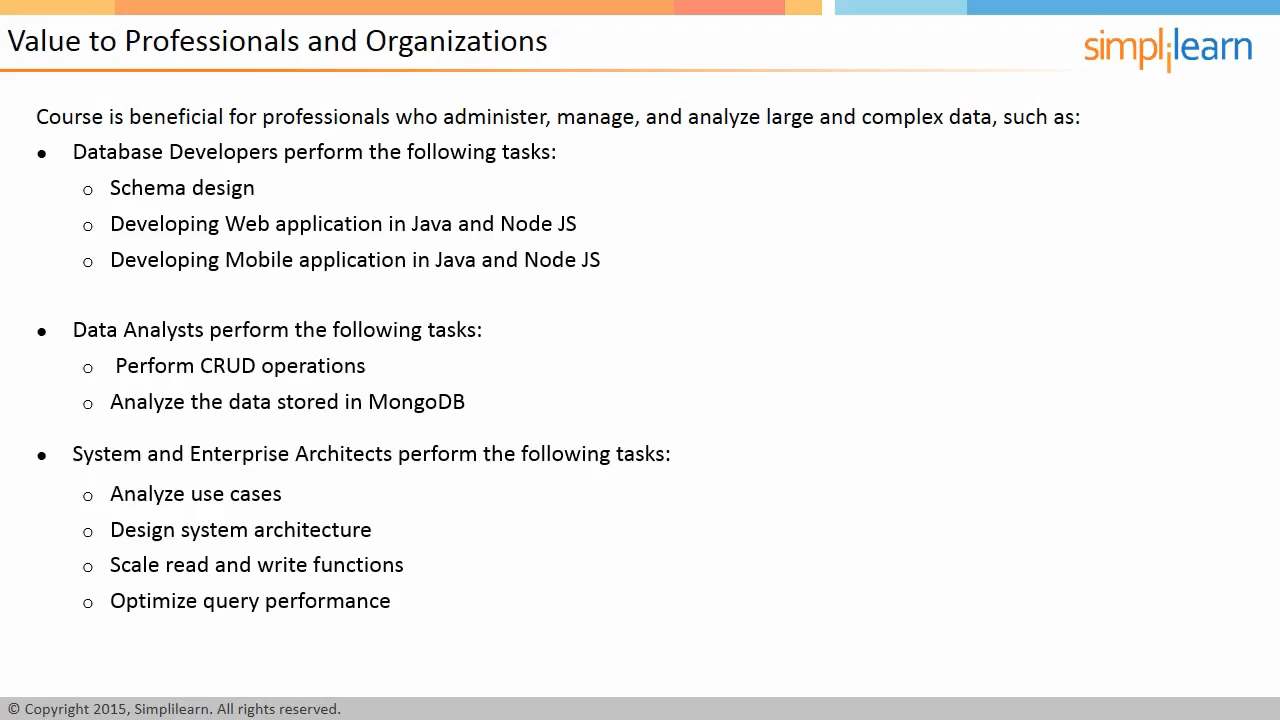 Value to Professionals and Organizations
simplilearn
Course is beneficial for professionals who administer, manage, and analyze large and complex data, such as:
● Database Developers perform the following tasks:
o Schema design
o Developing Web application in Java and Node JS
o Developing Mobile application in Java and Node JS
● Data Analysts perform the following tasks:
o Perform CRUD operations
o Analyze the data stored in MongoDB
● System and Enterprise Architects perform the following tasks:
o Analyze use cases
o Design system architecture
o Scale read and write functions
o Optimize query performance
© Copyright 2015, Simplilearn. All rights reserved.